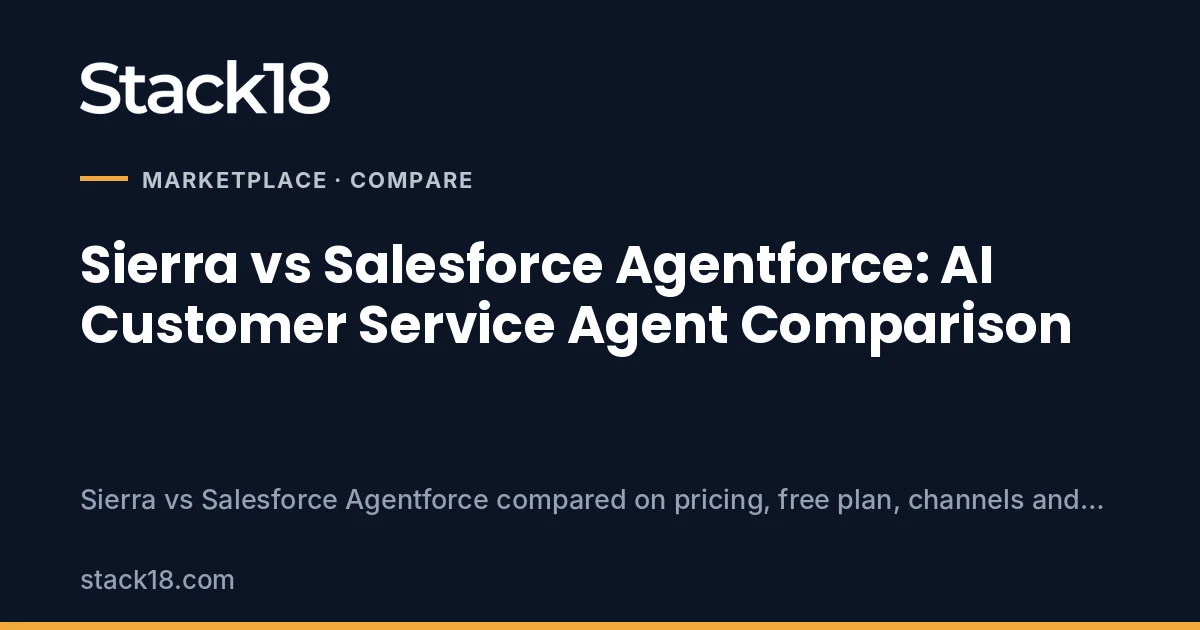 Stack18
MARKETPLACE · COMPARE
Sierra vs Salesforce Agentforce: AI
Customer Service Agent Comparison
Sierra vs Salesforce Agentforce compared on pricing, free plan, channels and...
stack18.com